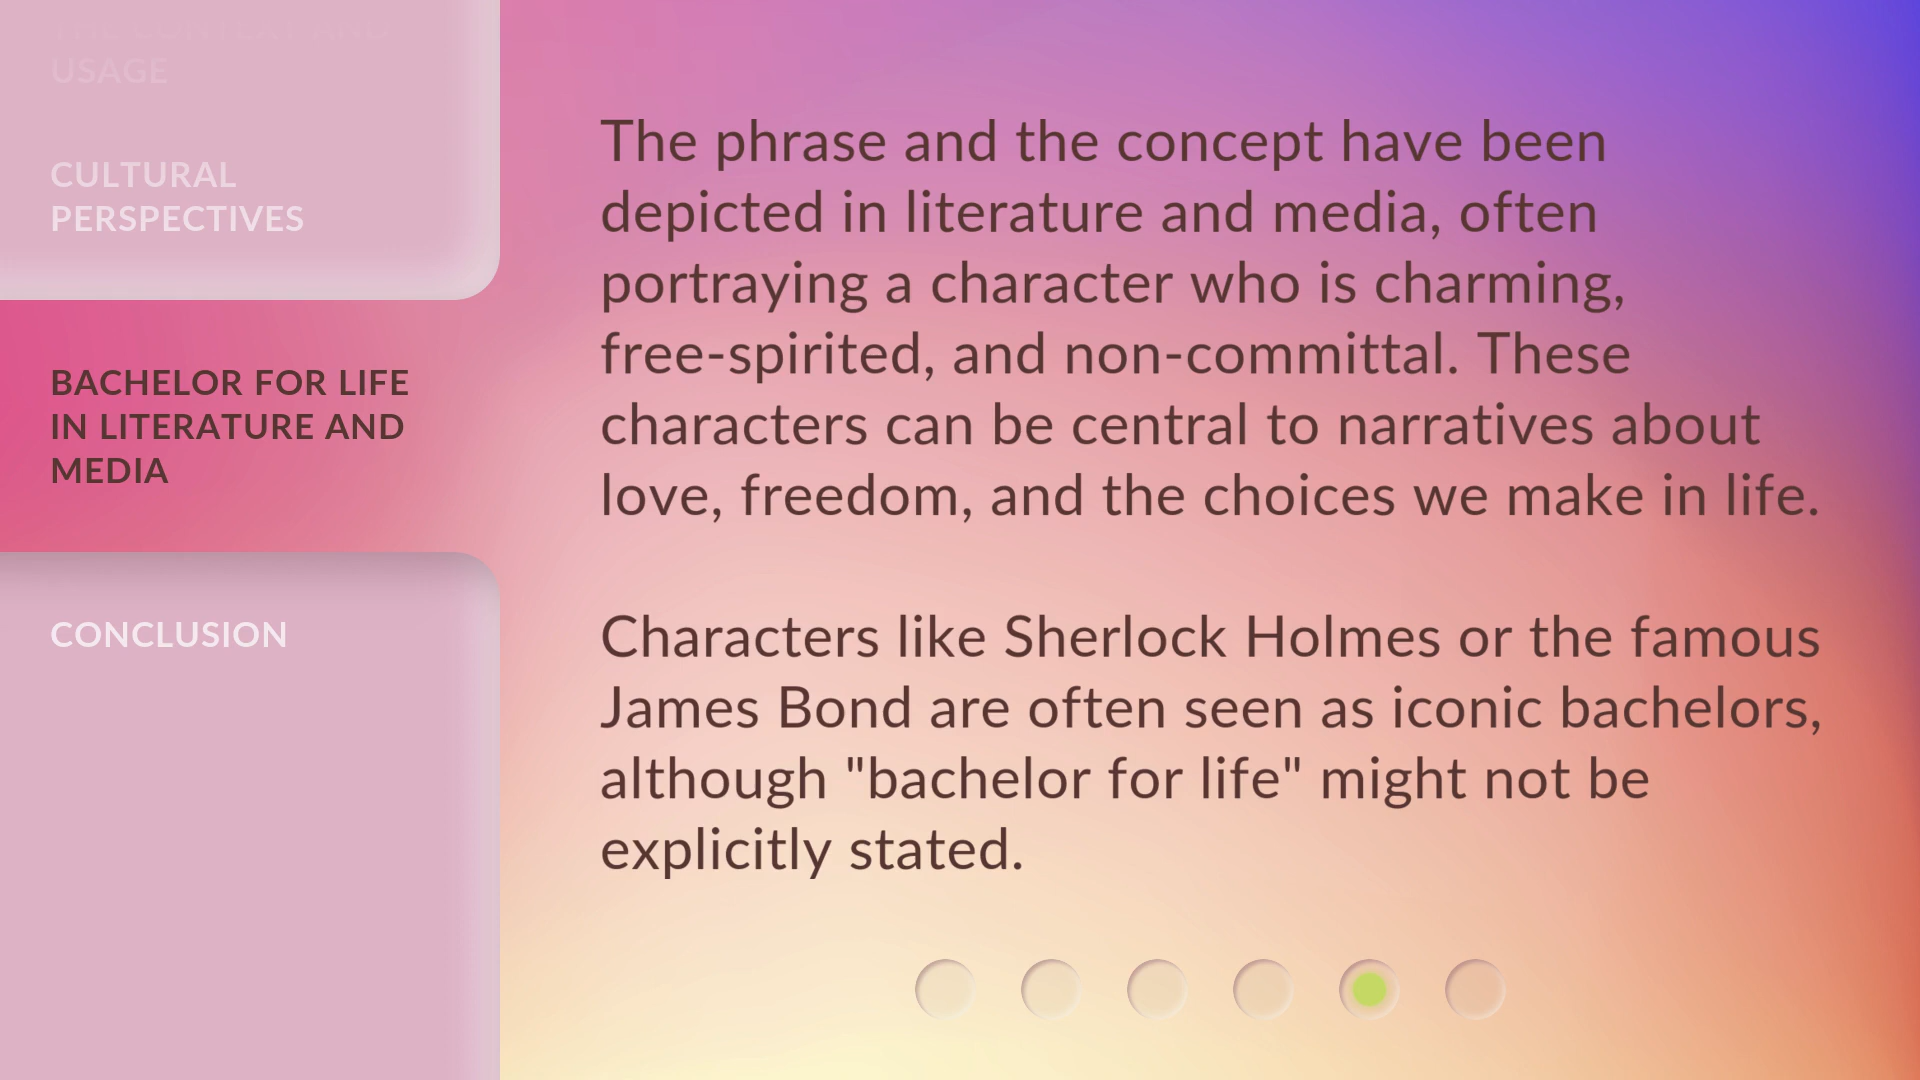 THE CONTEXT AND
USAGE
CULTURAL
PERSPECTIVES
BACHELOR FOR LIFE
IN LITERATURE AND
MEDIA
CONCLUSION
The phrase and the concept have been
depicted in literature and media, often
portraying a character who is charming,
free-spirited, and non-committal. These
characters can be central to narratives about
love, freedom, and the choices we make in life.
Characters like Sherlock Holmes or the famous
James Bond are often seen as iconic bachelors,
although "bachelor for life" might not be
explicitly stated.